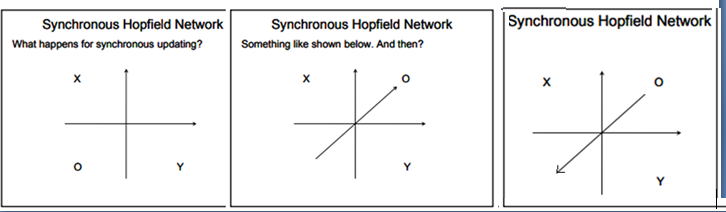 Synchronous Hopfield Network
What happens for synchronous updating?
X
O
Y
Synchronous Hopfield Network
Something like shown below. And then?
X
O
Y
Synchronous Hopfield Network
X
O
Y